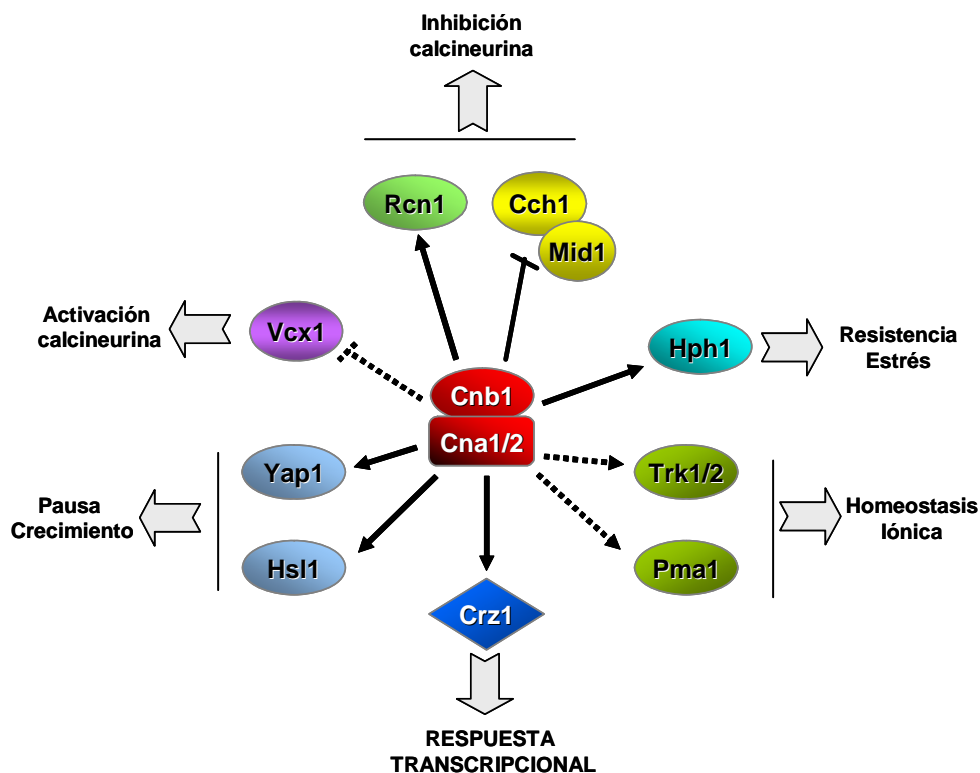 Inhibición
calcineurina
Rcn1
Cch1
Mid1
Activación
calcineurina
Vcx1
Hph1
Resistencia
Estrés
Cnb1
Cna1/2
Yap1
Trk1/2
Pausa
Crecimiento
Homeostasis
Iónica
Hsl1
Pma1
Crz1
RESPUESTA
TRANSCRIPCIONAL